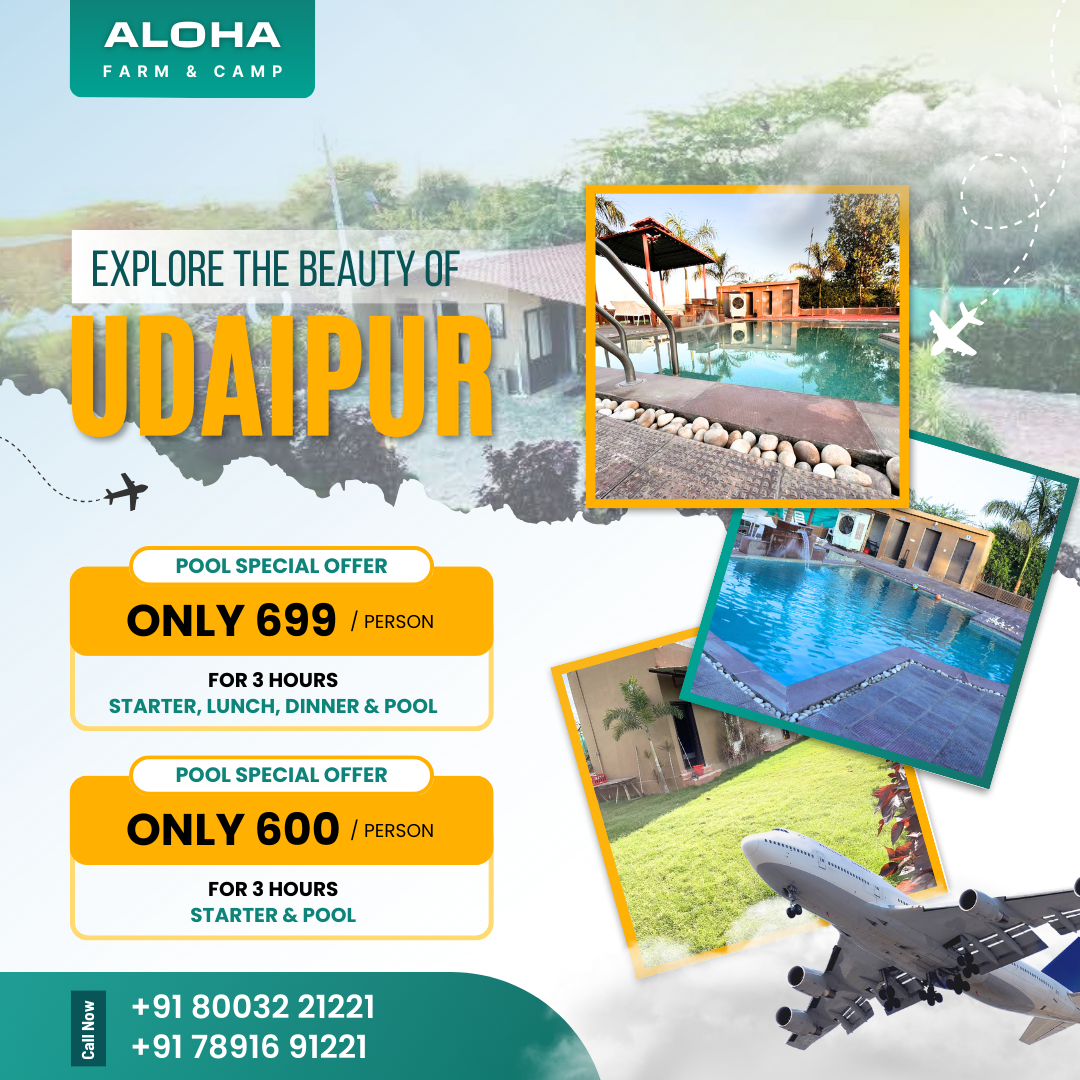 ALOHA
FARM & CAMP
EXPLORE THE BEAUTY OF
UDAIPUR
POOL SPECIAL OFFER
ONLY 699 / PERSON
FOR 3 HOURS
STARTER, LUNCH, DINNER & POOL
POOL SPECIAL OFFER
ONLY 600 / PERSON
FOR 3 HOURS
STARTER & POOL
Call Now
+91 80032 21221
+91 78916 91221